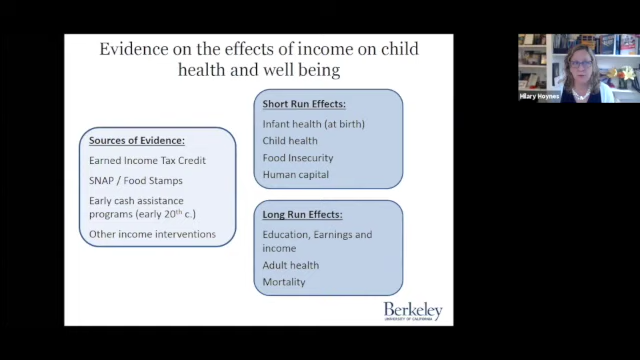 Evidence on the effects of income on child
health and well being
Sources of Evidence:
Earned Income Tax Credit
SNAP / Food Stamps
Early cash assistance
programs (early 20th c.)
Other income interventions
Short Run Effects:
Infant health (at birth)
Child health
Food Insecurity
Human capital
Long Run Effects:
Education, Earnings and
income
Adult health
Mortality
Berkeley
UNIVERSITY OF CALIFORNIA
Hilary Hoynes